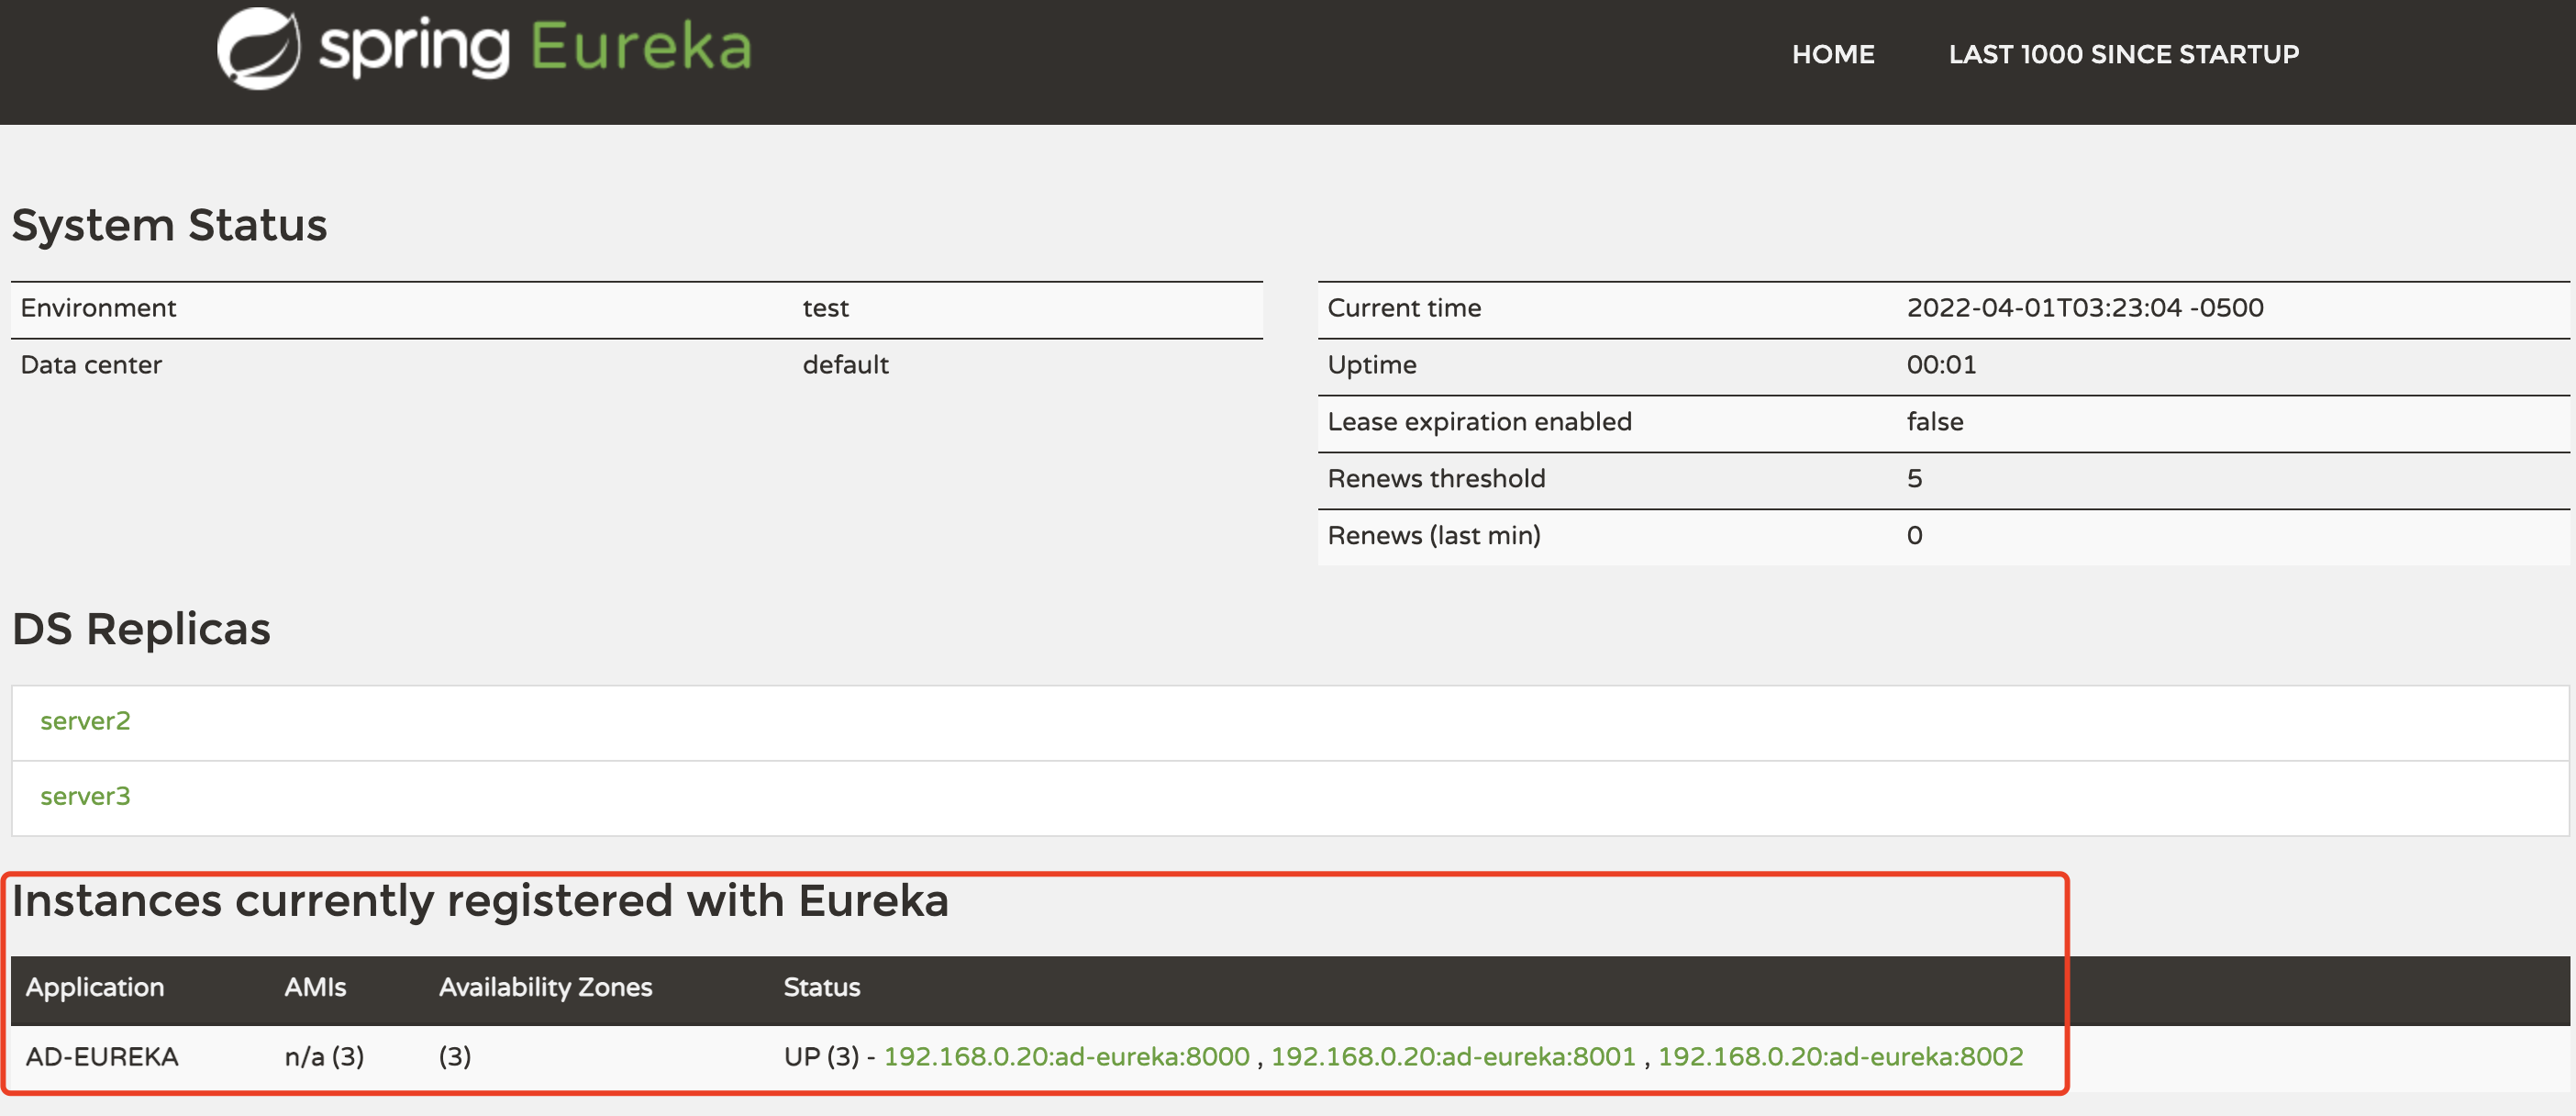 spring Eureka
HOME LAST 1000 SINCE STARTUP
System Status
Environment test
Data center default
Current time 2022-04-01T03:23:04 -0500
Uptime 00:01
Lease expiration enabled false
Renews threshold 5
Renews (last min) 0
DS Replicas
server2
server3
Instances currently registered with Eureka
Application AMIs Availability Zones Status
AD-EUREKA n/a (3) (3) UP (3) - 192.168.0.20:ad-eureka:8000 , 192.168.0.20:ad-eureka:8001 , 192.168.0.20:ad-eureka:8002